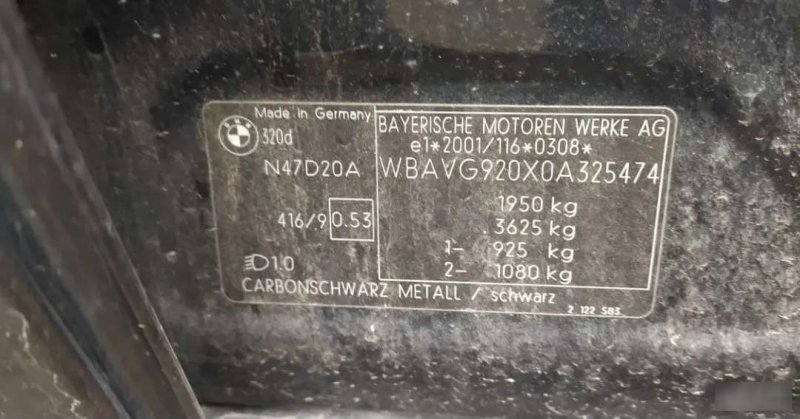 Made in Germany
BMW
320d
N47D20A
416/9 0.53
1.0
CARBONSCHWARZ METALL / schwarz
BAYERISCHE MOTOREN WERKE AG
e1*2001/116*0308*
WBAVG920X0A325474
1950 kg
3625 kg
1- 925 kg
2- 1080 kg
2 122 583